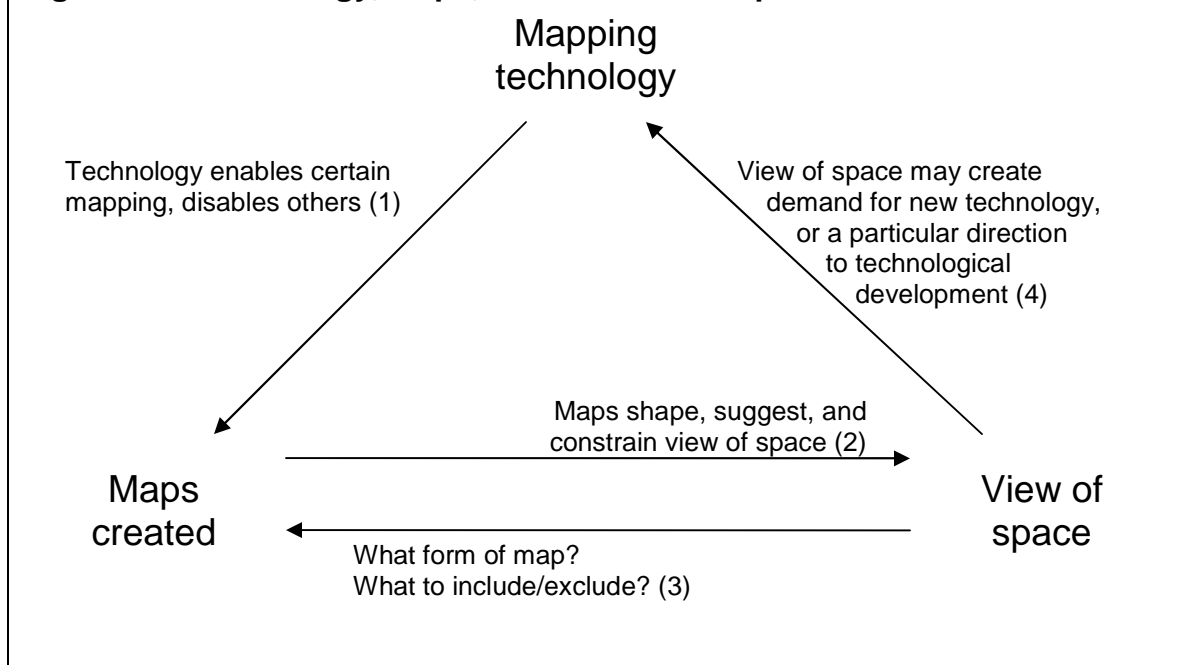 Mapping
technology
Technology enables certain
mapping, disables others (1)
View of space may create
demand for new technology,
or a particular direction
to technological
development (4)
Maps shape, suggest, and
constrain view of space (2)
Maps
created
View of
space
What form of map?
What to include/exclude? (3)